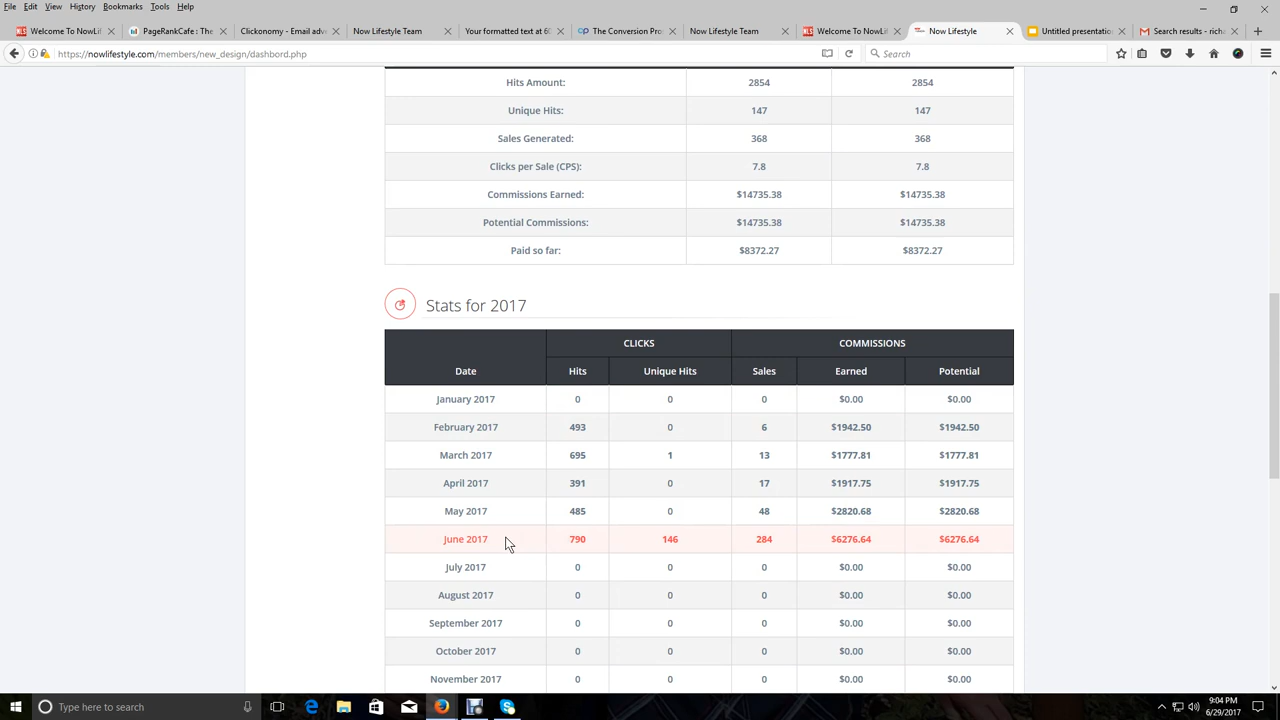 File Edit View History Bookmarks Tools Help
Welcome To NowLif
PageRankCafe : The
Clickonomy - Email adv
Now Lifestyle Team
Your formatted text at 60
The Conversion Pro
Now Lifestyle Team
Welcome To NowLif
Now Lifestyle
Untitled presentatio
Search results - rich
https://nowlifestyle.com/members/new_design/dashbord.php Search
Hits Amount: 2854 2854
Unique Hits: 147 147
Sales Generated: 368 368
Clicks per Sale (CPS): 7.8 7.8
Commissions Earned: $14735.38 $14735.38
Potential Commissions: $14735.38 $14735.38
Paid so far: $8372.27 $8372.27
Stats for 2017
CLICKS COMMISSIONS
Date Hits Unique Hits Sales Earned Potential
January 2017 0 0 0 $0.00 $0.00
February 2017 493 0 6 $1942.50 $1942.50
March 2017 695 1 13 $1777.81 $1777.81
April 2017 391 0 17 $1917.75 $1917.75
May 2017 485 0 48 $2820.68 $2820.68
June 2017 790 146 284 $6276.64 $6276.64
July 2017 0 0 0 $0.00 $0.00
August 2017 0 0 0 $0.00 $0.00
September 2017 0 0 0 $0.00 $0.00
October 2017 0 0 0 $0.00 $0.00
November 2017 0 0 0 $0.00 $0.00
Type here to search
9:04 PM
6/29/2017